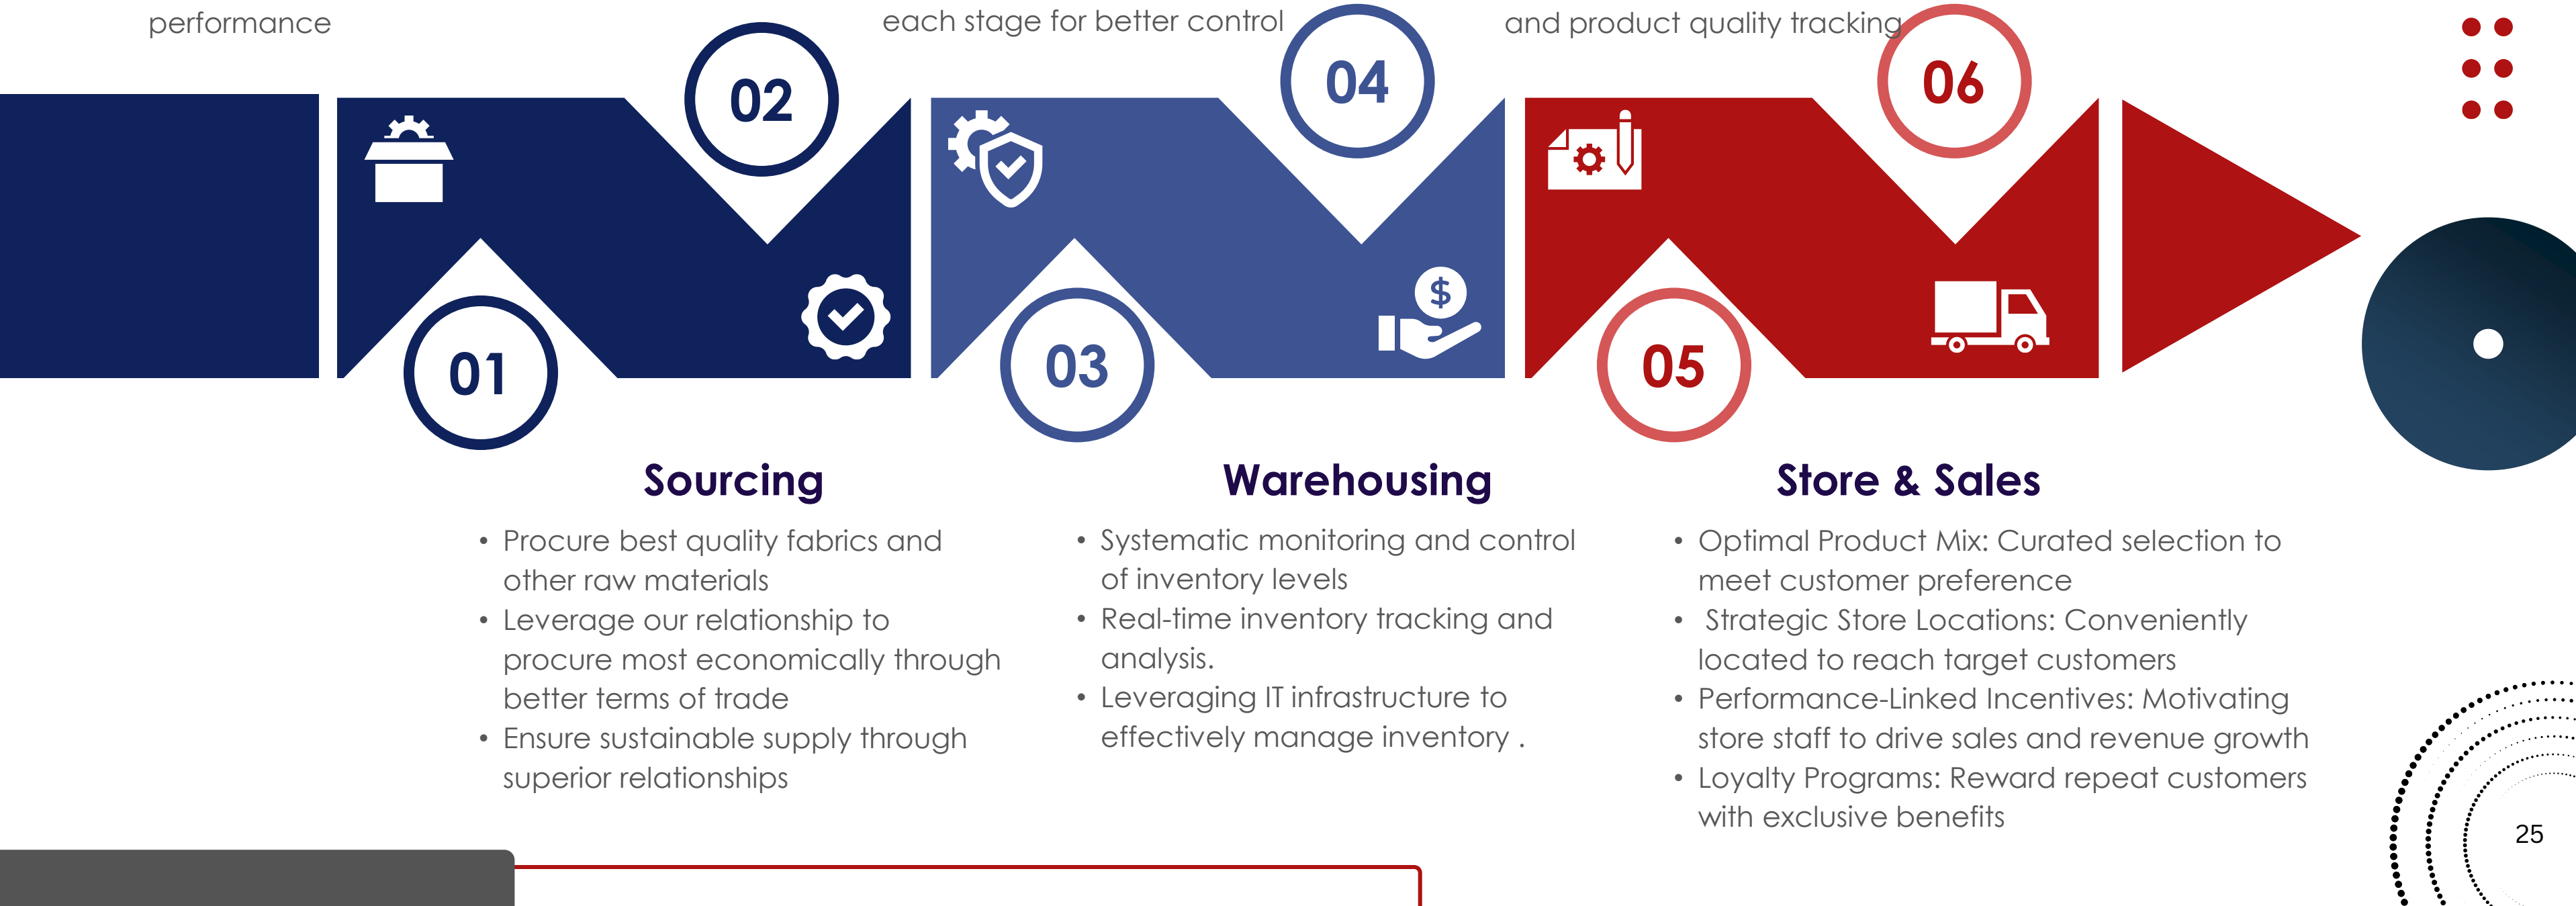 performance
each stage for better control
and product quality tracking
02
04
06
$
01
03
05
Sourcing
• Procure best quality fabrics and
other raw materials
• Leverage our relationship to
procure most economically through
better terms of trade
• Ensure sustainable supply through
superior relationships
Warehousing
• Systematic monitoring and control
of inventory levels
• Real-time inventory tracking and
analysis.
• Leveraging IT infrastructure to
effectively manage inventory .
Store & Sales
• Optimal Product Mix: Curated selection to
meet customer preference
• Strategic Store Locations: Conveniently
located to reach target customers
• Performance-Linked Incentives: Motivating
store staff to drive sales and revenue growth
• Loyalty Programs: Reward repeat customers
with exclusive benefits
25